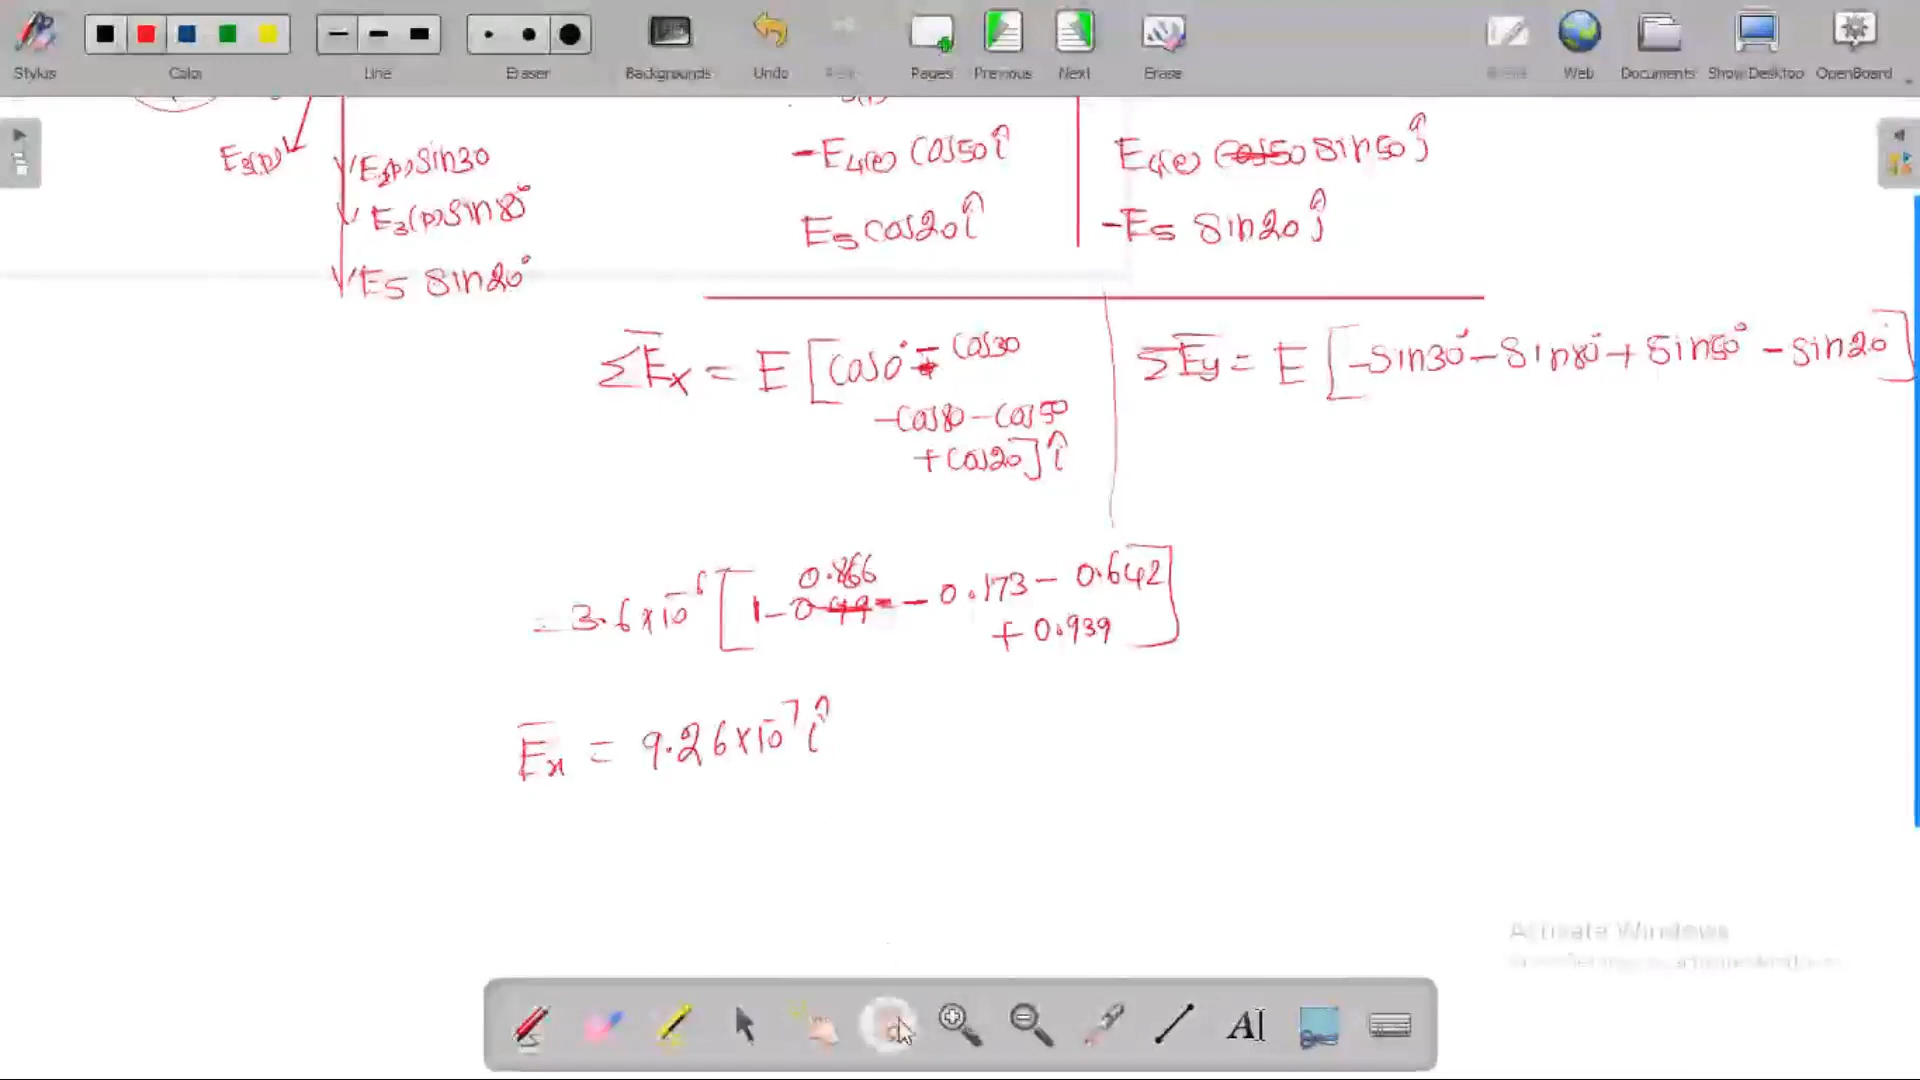 Stylus
Color
Line
Eraser
Backgrounds
Undo
Pages
Previous
Next
Erase
Web
Documents
Show Desktop
OpenBoard
E3(P)
E2(P) sin30
E3(P) sin80°
E5 sin20°
-E4(e) cos50 î
E4(e) cos50 sin50 ĵ
E5 cos20 î
-E5 sin20 ĵ
ΣEx = E [cos0° - cos30
-cos80 - cos50
+cos20] î
ΣEy = E [-sin30° - sin80° + sin50° - sin20°]
= 3.6×10^-6 [1 - 0.866 - 0.173 - 0.642
+ 0.939]
Ex = 9.26×10^-7 î
Activate Windows
AI